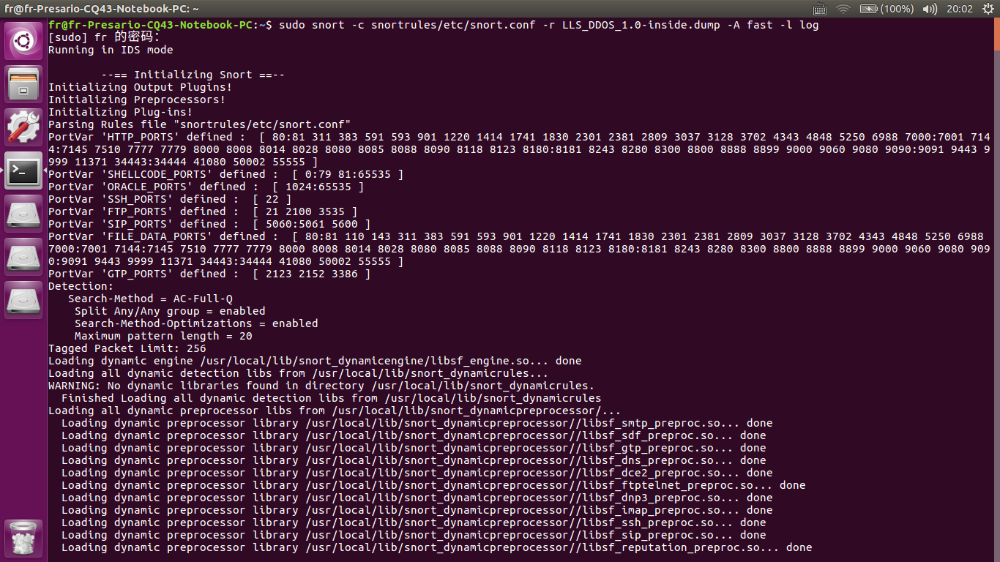 fr@fr-Presario-CQ43-Notebook-PC: ~
(100%) 20:02
fr@fr-Presario-CQ43-Notebook-PC:~$ sudo snort -c snortrules/etc/snort.conf -r LLS_DDOS_1.0-inside.dump -A fast -l log
[sudo] fr 的密码：
Running in IDS mode
--== Initializing Snort ==--
Initializing Output Plugins!
Initializing Preprocessors!
Initializing Plug-ins!
Parsing Rules file "snortrules/etc/snort.conf"
PortVar 'HTTP_PORTS' defined :  [ 80:81 311 383 591 593 901 1220 1414 1741 1830 2301 2381 2809 3037 3128 3702 4343 4848 5250 6988 7000:7001 714
4:7145 7510 7777 7779 8000 8008 8014 8028 8080 8085 8088 8090 8118 8123 8180:8181 8243 8280 8300 8800 8888 8899 9000 9060 9080 9090:9091 9443 9
999 11371 34443:34444 41080 50002 55555 ]
PortVar 'SHELLCODE_PORTS' defined :  [ 0:79 81:65535 ]
PortVar 'ORACLE_PORTS' defined :  [ 1024:65535 ]
PortVar 'SSH_PORTS' defined :  [ 22 ]
PortVar 'FTP_PORTS' defined :  [ 21 2100 3535 ]
PortVar 'SIP_PORTS' defined :  [ 5060:5061 5600 ]
PortVar 'FILE_DATA_PORTS' defined :  [ 80:81 110 143 311 383 591 593 901 1220 1414 1741 1830 2301 2381 2809 3037 3128 3702 4343 4848 5250 6988
7000:7001 7144:7145 7510 7777 7779 8000 8008 8014 8028 8080 8085 8088 8090 8118 8123 8180:8181 8243 8280 8300 8800 8888 8899 9000 9060 9080 909
0:9091 9443 9999 11371 34443:34444 41080 50002 55555 ]
PortVar 'GTP_PORTS' defined :  [ 2123 2152 3386 ]
Detection:
   Search-Method = AC-Full-Q
    Split Any/Any group = enabled
    Search-Method-Optimizations = enabled
    Maximum pattern length = 20
Tagged Packet Limit: 256
Loading dynamic engine /usr/local/lib/snort_dynamicengine/libsf_engine.so... done
Loading all dynamic detection libs from /usr/local/lib/snort_dynamicrules...
WARNING: No dynamic libraries found in directory /usr/local/lib/snort_dynamicrules.
  Finished Loading all dynamic detection libs from /usr/local/lib/snort_dynamicrules
Loading all dynamic preprocessor libs from /usr/local/lib/snort_dynamicpreprocessor/...
  Loading dynamic preprocessor library /usr/local/lib/snort_dynamicpreprocessor//libsf_smtp_preproc.so... done
  Loading dynamic preprocessor library /usr/local/lib/snort_dynamicpreprocessor//libsf_sdf_preproc.so... done
  Loading dynamic preprocessor library /usr/local/lib/snort_dynamicpreprocessor//libsf_gtp_preproc.so... done
  Loading dynamic preprocessor library /usr/local/lib/snort_dynamicpreprocessor//libsf_dns_preproc.so... done
  Loading dynamic preprocessor library /usr/local/lib/snort_dynamicpreprocessor//libsf_dce2_preproc.so... done
  Loading dynamic preprocessor library /usr/local/lib/snort_dynamicpreprocessor//libsf_ftptelnet_preproc.so... done
  Loading dynamic preprocessor library /usr/local/lib/snort_dynamicpreprocessor//libsf_dnp3_preproc.so... done
  Loading dynamic preprocessor library /usr/local/lib/snort_dynamicpreprocessor//libsf_imap_preproc.so... done
  Loading dynamic preprocessor library /usr/local/lib/snort_dynamicpreprocessor//libsf_ssh_preproc.so... done
  Loading dynamic preprocessor library /usr/local/lib/snort_dynamicpreprocessor//libsf_sip_preproc.so... done
  Loading dynamic preprocessor library /usr/local/lib/snort_dynamicpreprocessor//libsf_reputation_preproc.so... done